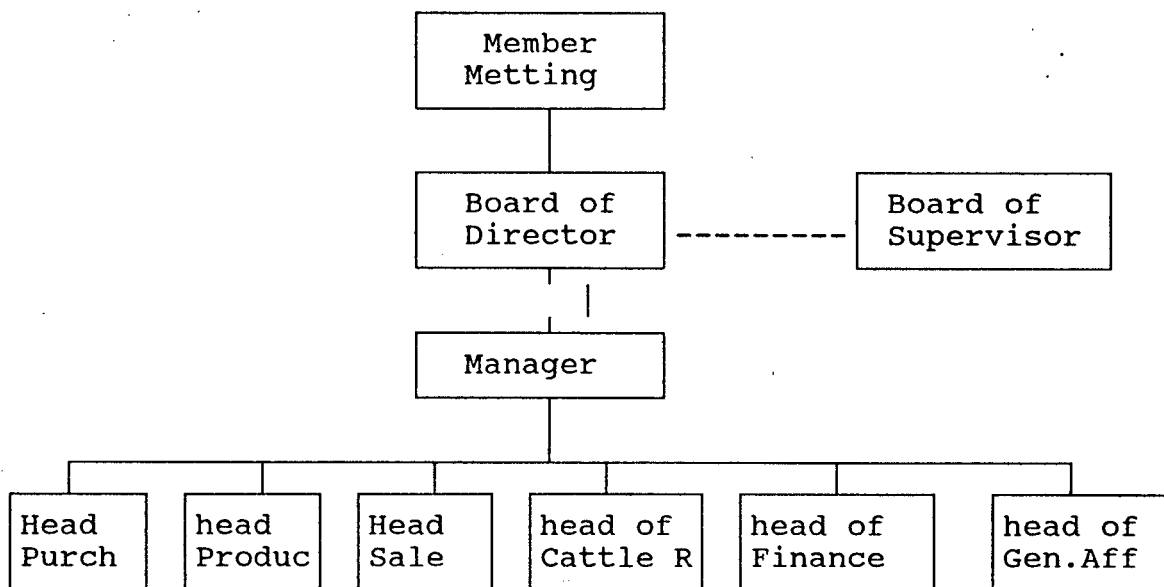 Member
Metting
Board of
Director
Board of
Supervisor
Manager
Head
Purch
head
Produc
Head
Sale
head of
Cattle R
head of
Finance
head of
Gen.Aff